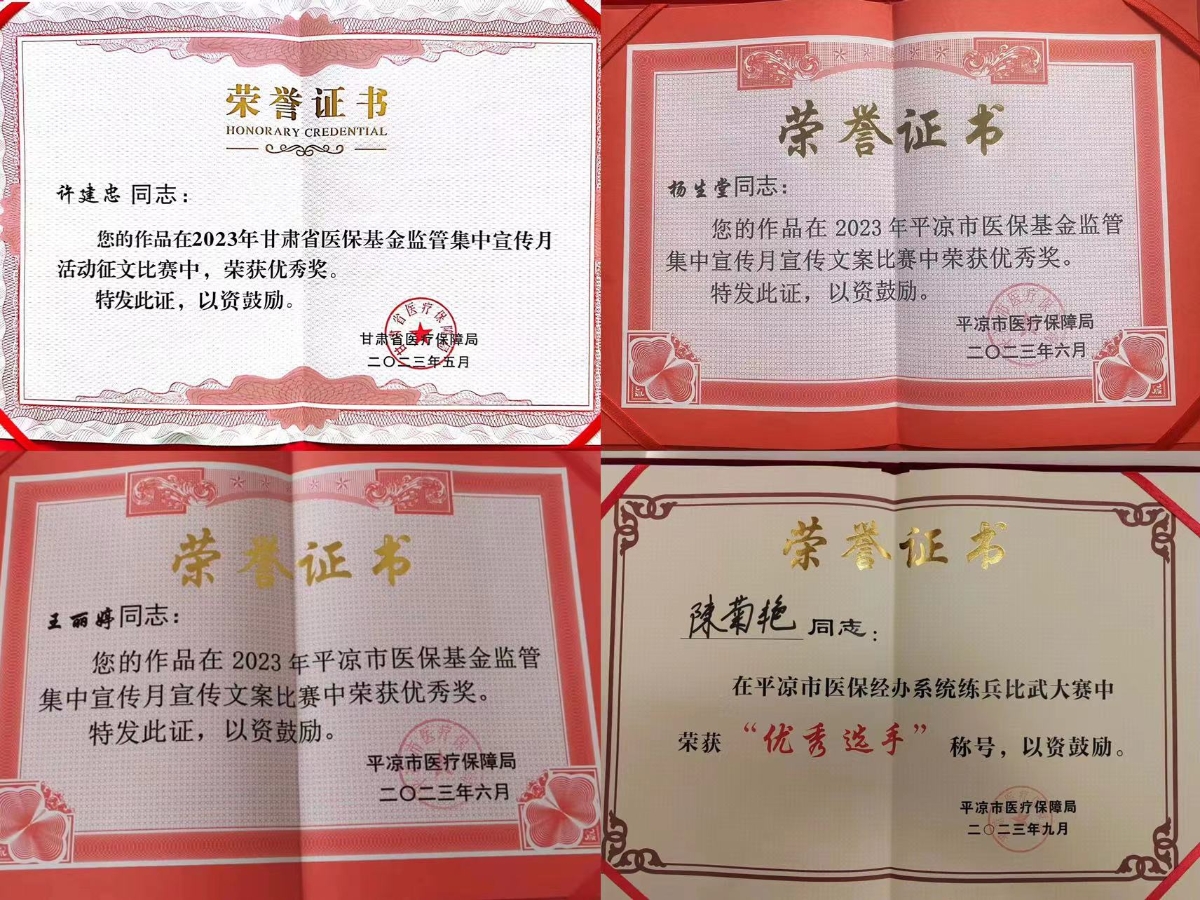 荣誉证书
HONORARY CREDENTIAL
许建忠 同志：
您的作品在2023年甘肃省医保基金监管集中宣传月
活动征文比赛中，荣获优秀奖。
特发此证，以资鼓励。
甘肃省医疗保障局
二〇二三年五月
荣誉证书
杨生堂同志：
您的作品在 2023 年平凉市医保基金监管
集中宣传月宣传文案比赛中荣获优秀奖。
特发此证，以资鼓励。
平凉市医疗保障局
二〇二三年六月
荣誉证书
王丽婷同志：
您的作品在 2023 年平凉市医保基金监管
集中宣传月宣传文案比赛中荣获优秀奖。
特发此证，以资鼓励。
平凉市医疗保障局
二〇二三年六月
荣誉证书
陳菊艳 同志：
在平凉市医保经办系统练兵比武大赛中
荣获 “优秀选手” 称号，以资鼓励。
平凉市医疗保障局
二〇二三年九月